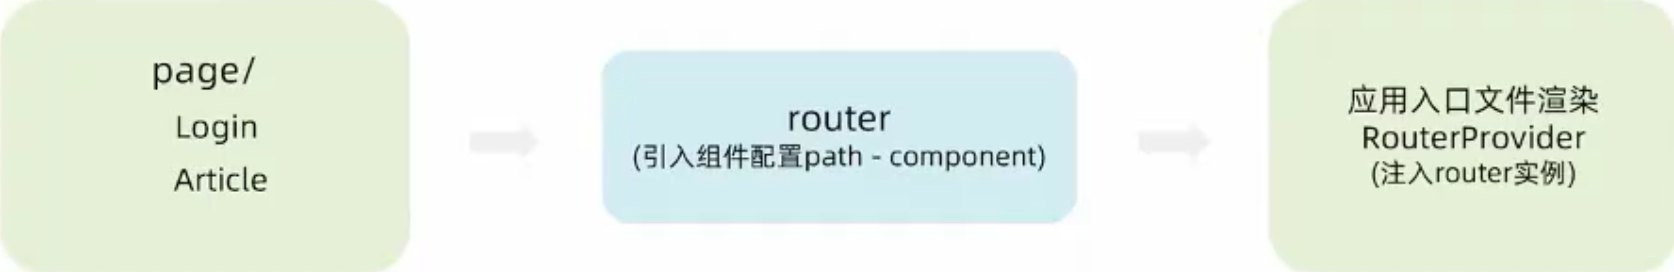 page/
Login
Article
router
(引入组件配置path - component)
应用入口文件渲染
RouterProvider
(注入router实例)